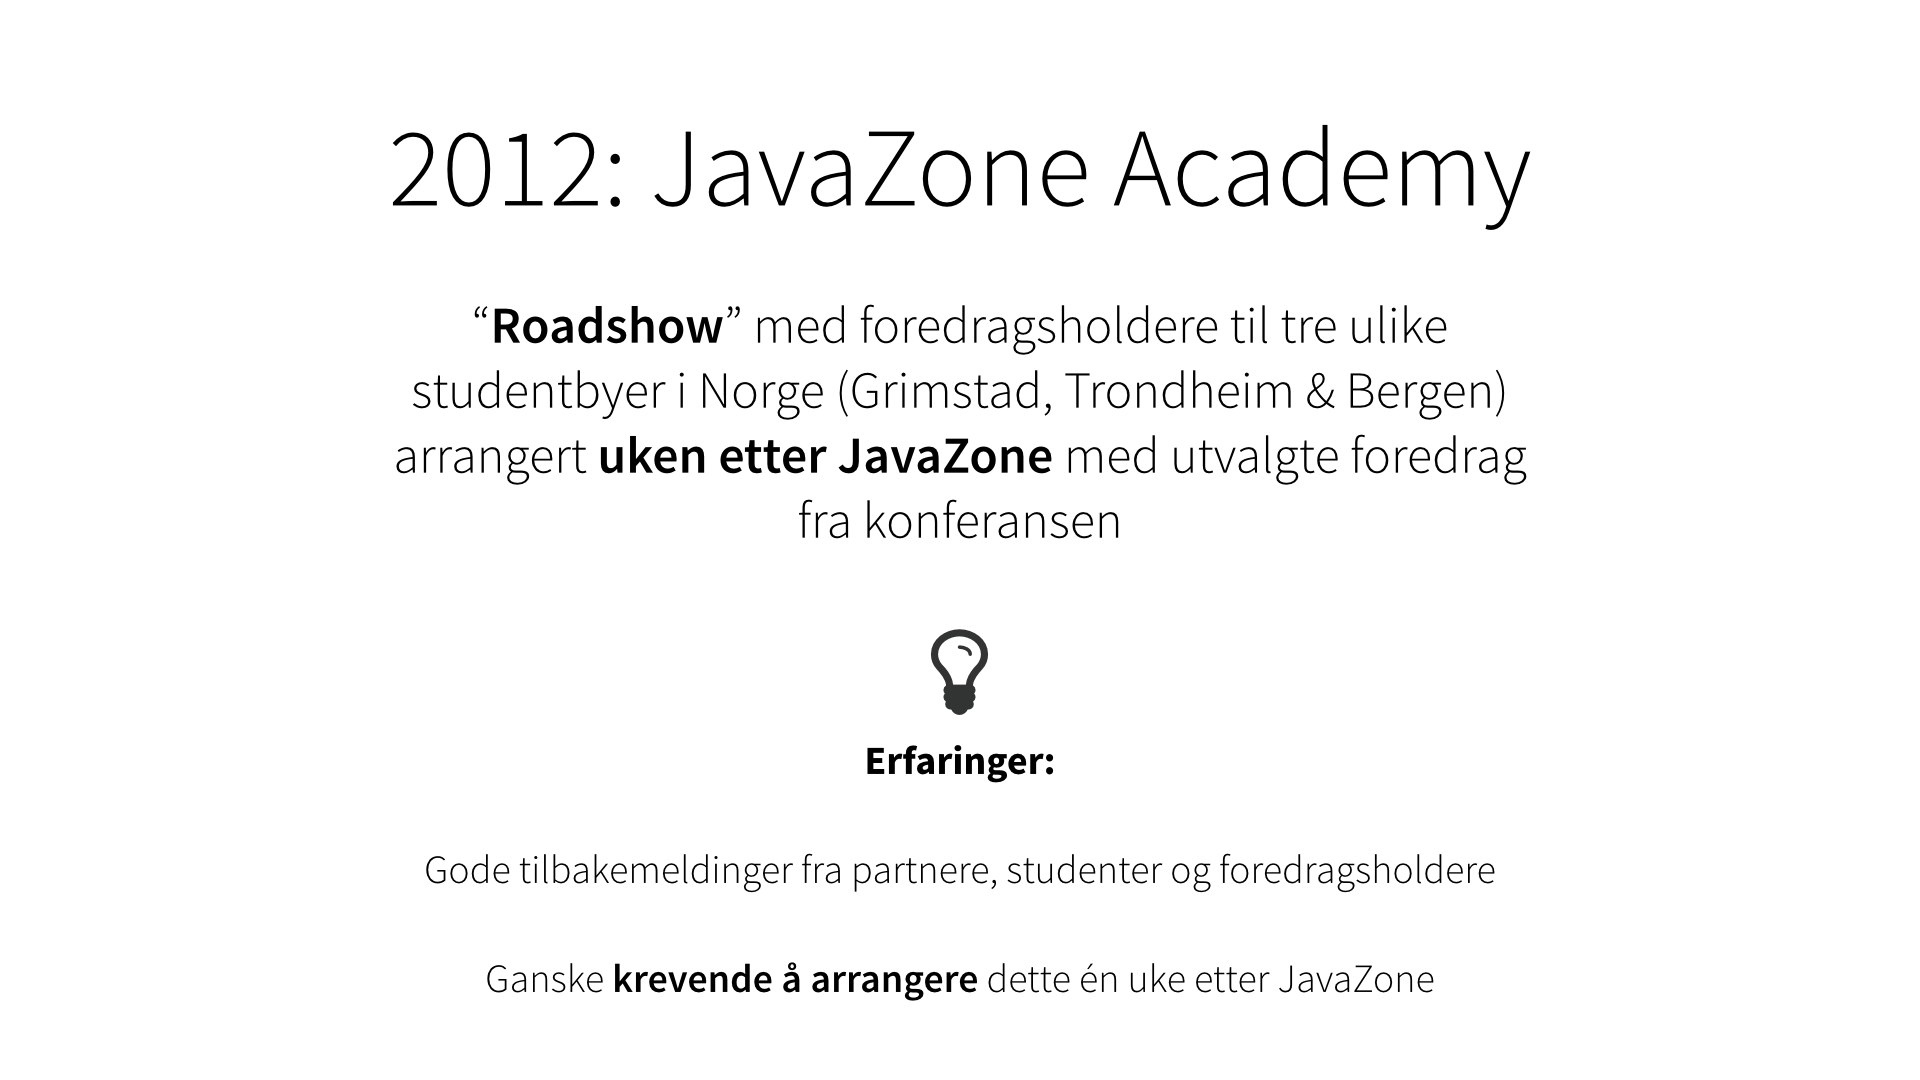 2012: JavaZone Academy
“Roadshow” med foredragsholdere til tre ulike
studentbyer i Norge (Grimstad, Trondheim & Bergen)
arrangert uken etter JavaZone med utvalgte foredrag
fra konferansen
Erfaringer:
Gode tilbakemeldinger fra partnere, studenter og foredragsholdere
Ganske krevende å arrangere dette én uke etter JavaZone